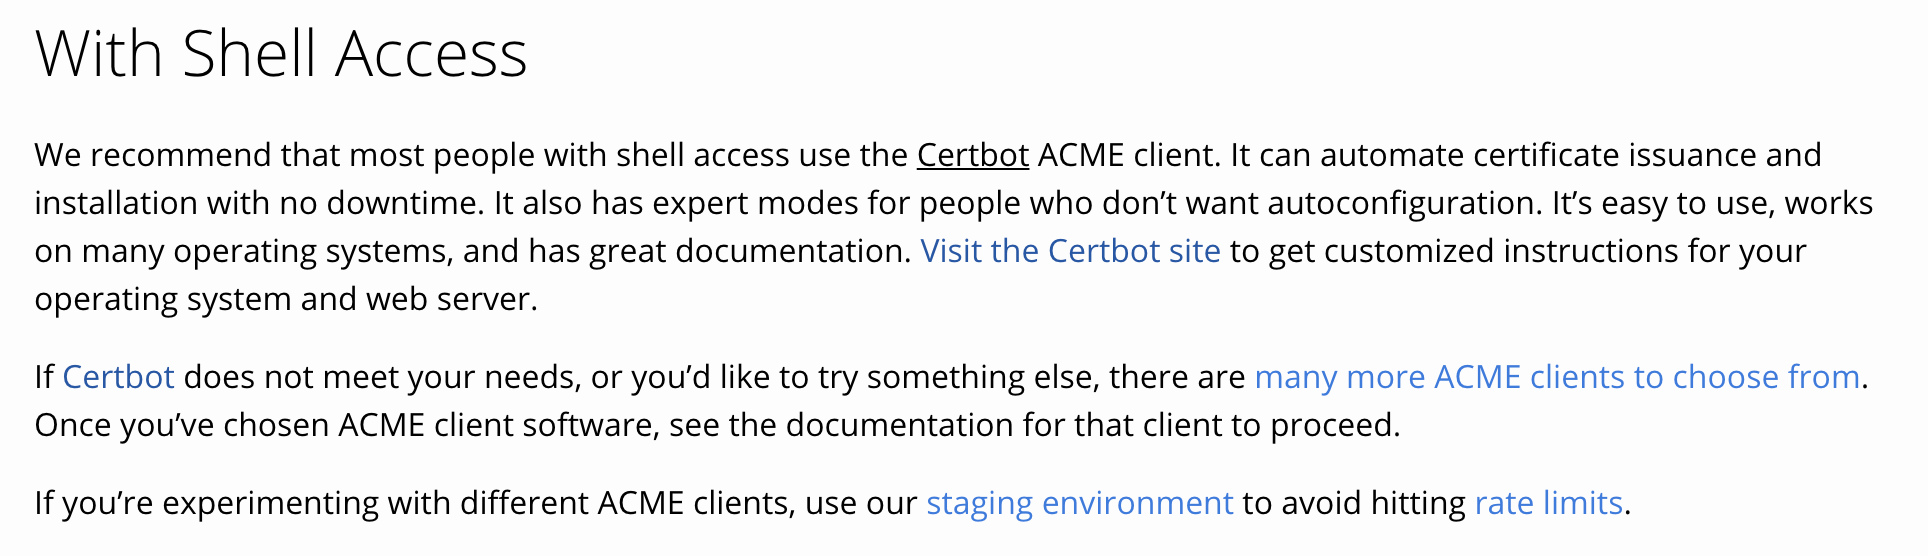 With Shell Access
We recommend that most people with shell access use the Certbot ACME client. It can automate certificate issuance and
installation with no downtime. It also has expert modes for people who don’t want autoconfiguration. It’s easy to use, works
on many operating systems, and has great documentation. Visit the Certbot site to get customized instructions for your
operating system and web server.
If Certbot does not meet your needs, or you’d like to try something else, there are many more ACME clients to choose from.
Once you’ve chosen ACME client software, see the documentation for that client to proceed.
If you’re experimenting with different ACME clients, use our staging environment to avoid hitting rate limits.